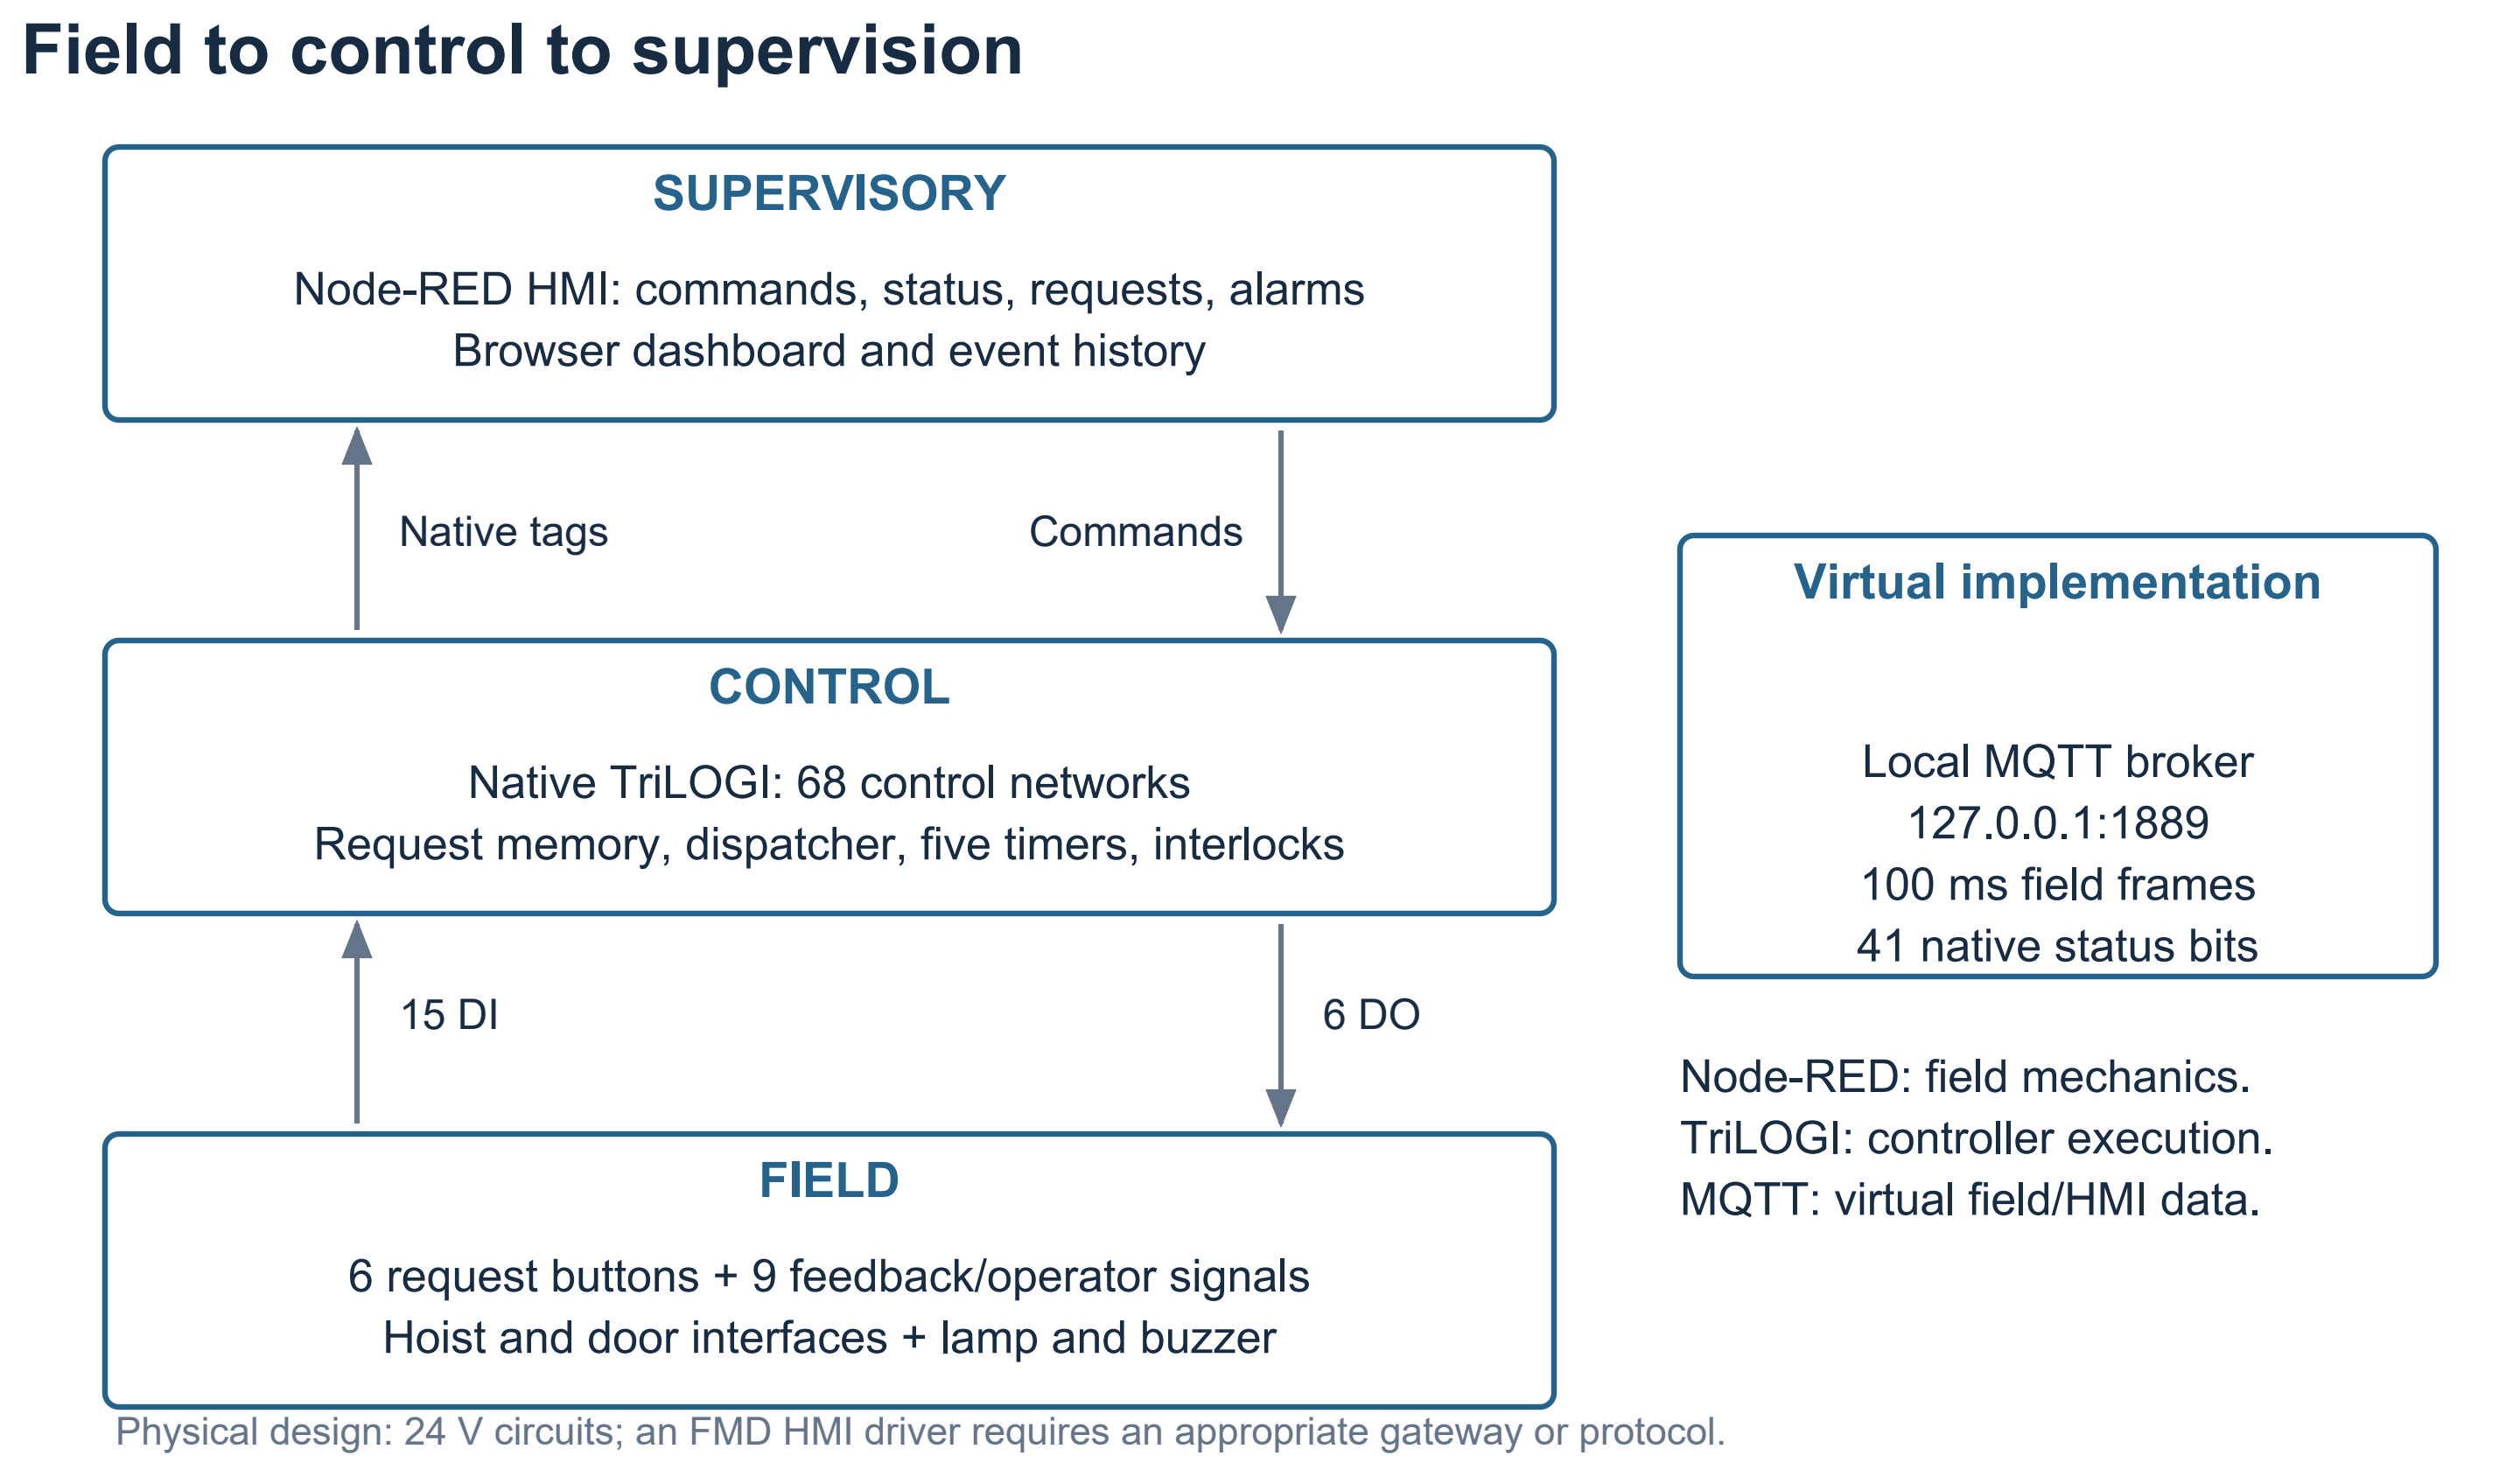 Field to control to supervision
SUPERVISORY
Node-RED HMI: commands, status, requests, alarms
Browser dashboard and event history
Native tags
Commands
CONTROL
Native TriLOGI: 68 control networks
Request memory, dispatcher, five timers, interlocks
15 DI
6 DO
FIELD
6 request buttons + 9 feedback/operator signals
Hoist and door interfaces + lamp and buzzer
Physical design: 24 V circuits; an FMD HMI driver requires an appropriate gateway or protocol.
Virtual implementation
Local MQTT broker
127.0.0.1:1889
100 ms field frames
41 native status bits
Node-RED: field mechanics.
TriLOGI: controller execution.
MQTT: virtual field/HMI data.